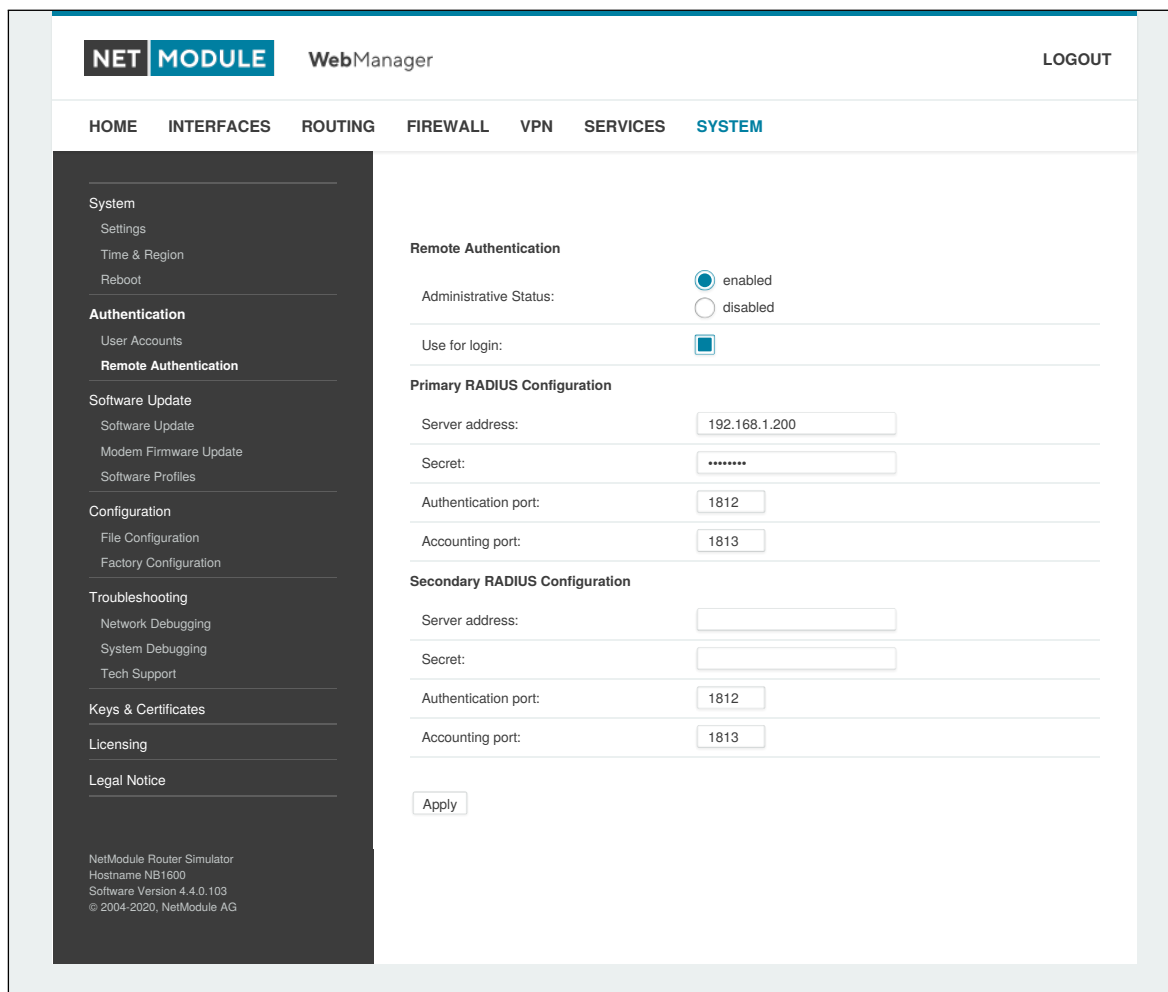 NET MODULE WebManager LOGOUT
HOME INTERFACES ROUTING FIREWALL VPN SERVICES SYSTEM
System
Settings
Time & Region
Reboot
Authentication
User Accounts
Remote Authentication
Software Update
Software Update
Modem Firmware Update
Software Profiles
Configuration
File Configuration
Factory Configuration
Troubleshooting
Network Debugging
System Debugging
Tech Support
Keys & Certificates
Licensing
Legal Notice
NetModule Router Simulator
Hostname NB1600
Software Version 4.4.0.103
© 2004-2020, NetModule AG
Remote Authentication
Administrative Status:
enabled
disabled
Use for login:
Primary RADIUS Configuration
Server address: 192.168.1.200
Secret: ••••••••
Authentication port: 1812
Accounting port: 1813
Secondary RADIUS Configuration
Server address:
Secret:
Authentication port: 1812
Accounting port: 1813
Apply